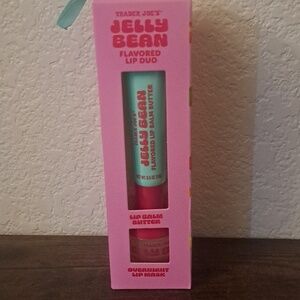 TRADER JOE'S
JELLY
BEAN
FLAVORED
LIP DUO
JELLY BEAN
FLAVORED LIP BALM BUTTER
LIP BALM
BUTTER
OVERNIGHT
LIP MASK